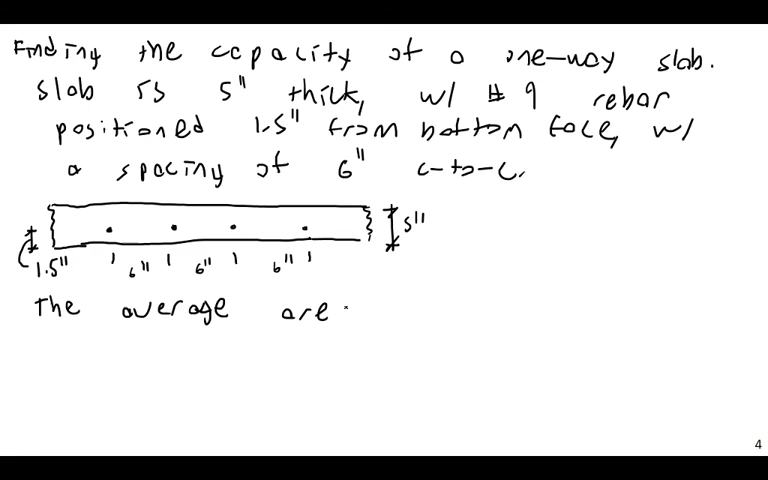 Finding the capacity of a one-way slab.
slab is 5" thick, w/ #9 rebar
positioned 1.5" from bottom face, w/
a spacing of 6" c-to-c.
5"
1.5" 6" 6" 6"
The average are
4